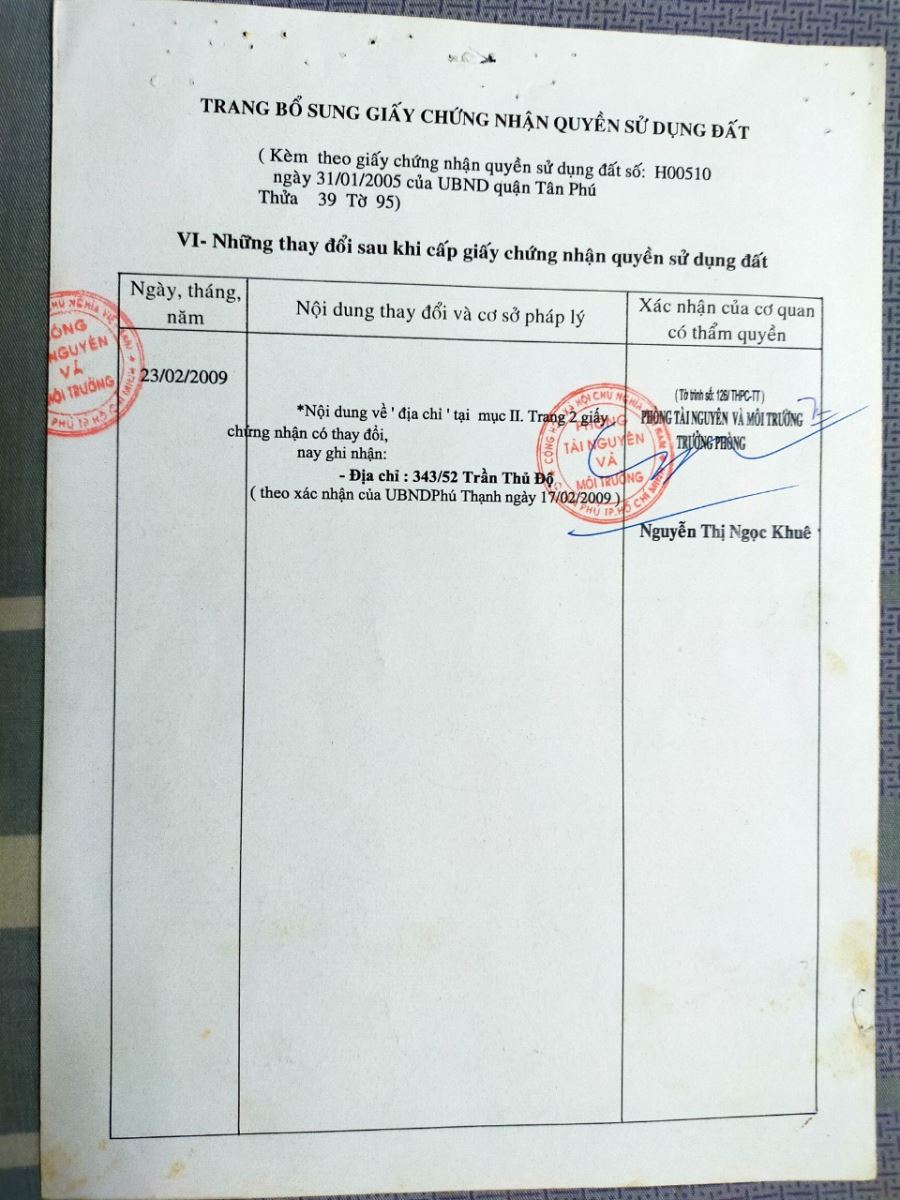 TRANG BỔ SUNG GIẤY CHỨNG NHẬN QUYỀN SỬ DỤNG ĐẤT
( Kèm theo giấy chứng nhận quyền sử dụng đất số: H00510
ngày 31/01/2005 của UBND quận Tân Phú
Thửa 39 Tờ 95)
VI- Những thay đổi sau khi cấp giấy chứng nhận quyền sử dụng đất
Ngày, tháng,
năm
Nội dung thay đổi và cơ sở pháp lý
Xác nhận của cơ quan
có thẩm quyền
23/02/2009
*Nội dung về ' địa chỉ ' tại mục II. Trang 2 giấy
chứng nhận có thay đổi,
nay ghi nhận:
- Địa chỉ : 343/52 Trần Thủ Độ
( theo xác nhận của UBNDPhú Thạnh ngày 17/02/2009 )
(Tờ trình số: 126/THPC-TT)
PHÒNG TÀI NGUYÊN VÀ MÔI TRƯỜNG
TRƯỞNG PHÒNG
Nguyễn Thị Ngọc Khuê
PHÒNG
TÀI NGUYÊN
VÀ
MÔI TRƯỜNG
NGUYÊN
VÀ
TRƯỜNG